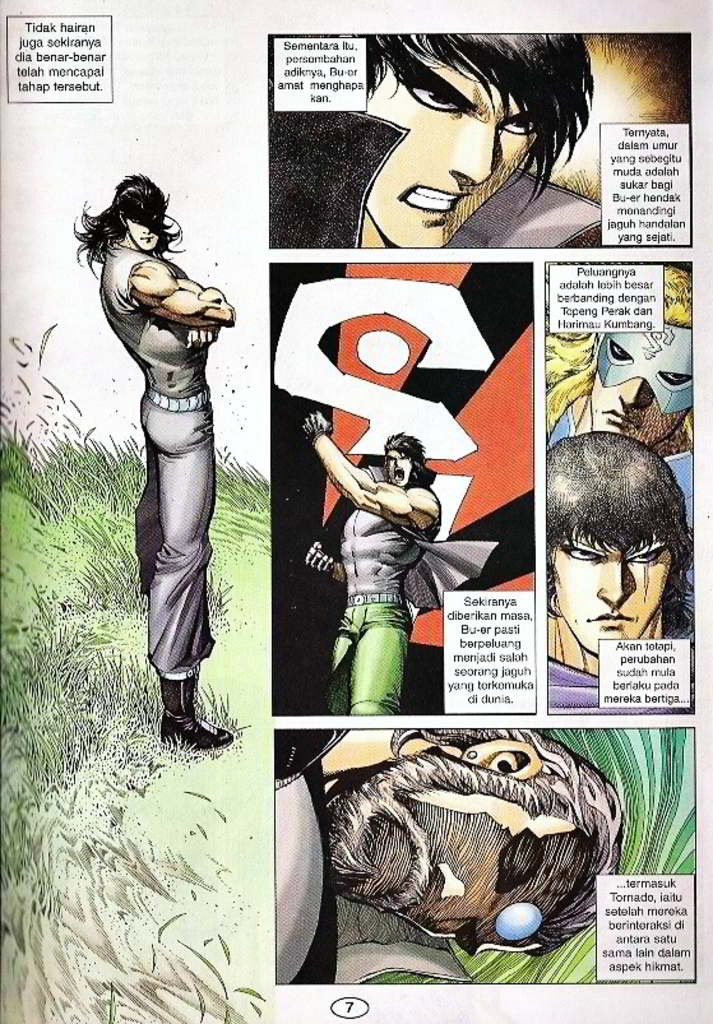 Tidak hairan
juga sekiranya
dia benar-benar
telah mencapai
tahap tersebut.
Sementara itu,
persembahan
adiknya, Bu-er
amat menghapa
kan.
Ternyata,
dalam umur
yang sebegitu
muda adalah
sukar bagi
Bu-er hendak
menandingi
jaguh handalan
yang sejati.
Sekiranya
diberikan masa,
Bu-er pasti
berpeluang
menjadi salah
seorang jaguh
yang terkemuka
di dunia.
Peluangnya
adalah lebih besar
berbanding dengan
Topeng Perak dan
Harimau Kumbang.
Akan tetapi,
perubahan
sudah mula
berlaku pada
mereka bertiga...
...termasuk
Tornado, iaitu
setelah mereka
berinteraksi di
antara satu
sama lain dalam
aspek hikmat.
7